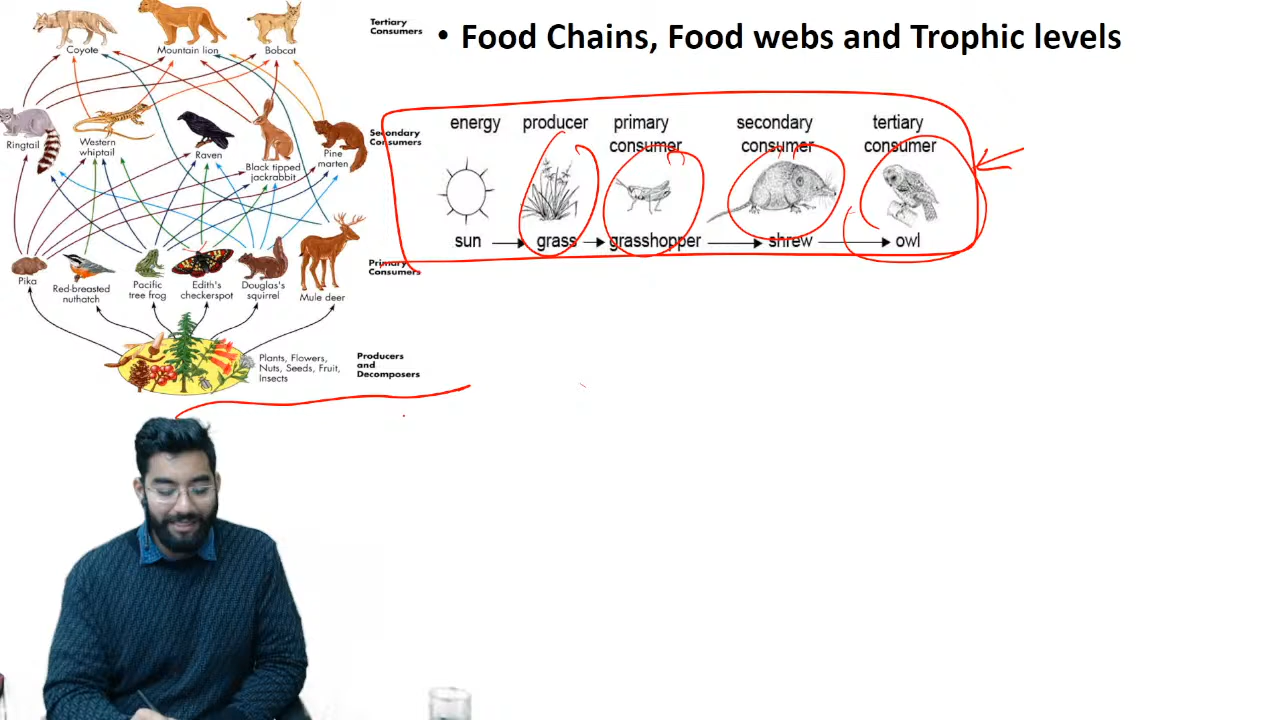 • Food Chains, Food webs and Trophic levels
Tertiary
Consumers
Coyote
Mountain lion
Bobcat
Secondary
Consumers
Ringtail
Western
whiptail
Raven
Black tipped
jackrabbit
Pine
marten
Primary
Consumers
Pika
Red-breasted
nuthatch
Pacific
tree frog
Edith's
checkerspot
Douglas's
squirrel
Mule deer
Plants, Flowers,
Nuts, Seeds, Fruit,
Insects
Producers
and
Decomposers
energy
producer
primary
consumer
secondary
consumer
tertiary
consumer
sun
grass
grasshopper
shrew
owl